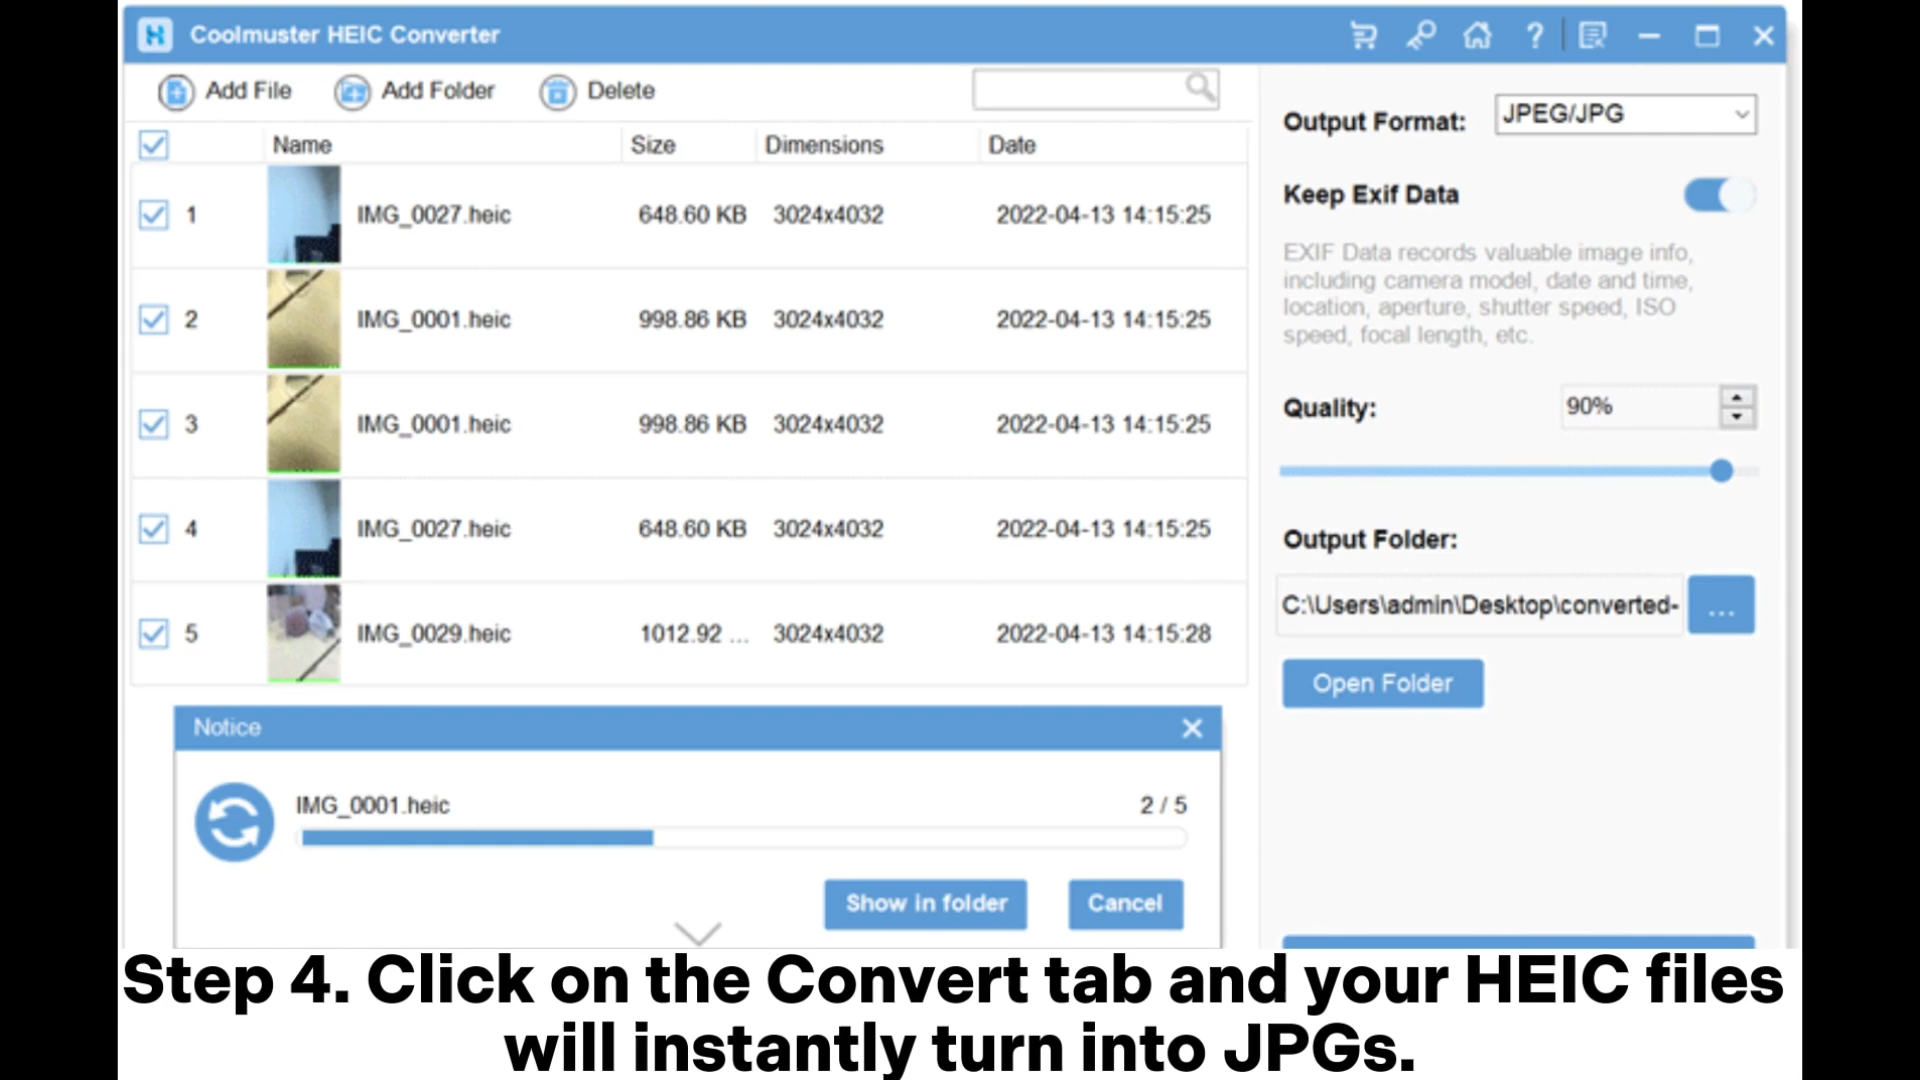 Coolmuster HEIC Converter
Add File Add Folder Delete
Name Size Dimensions Date
1 IMG_0027.heic 648.60 KB 3024x4032 2022-04-13 14:15:25
2 IMG_0001.heic 998.86 KB 3024x4032 2022-04-13 14:15:25
3 IMG_0001.heic 998.86 KB 3024x4032 2022-04-13 14:15:25
4 IMG_0027.heic 648.60 KB 3024x4032 2022-04-13 14:15:25
5 IMG_0029.heic 1012.92 ... 3024x4032 2022-04-13 14:15:28
Output Format: JPEG/JPG
Keep Exif Data
EXIF Data records valuable image info,
including camera model, date and time,
location, aperture, shutter speed, ISO
speed, focal length, etc.
Quality: 90%
Output Folder:
C:\Users\admin\Desktop\converted- ...
Open Folder
Notice
IMG_0001.heic 2 / 5
Show in folder Cancel
Step 4. Click on the Convert tab and your HEIC files
will instantly turn into JPGs.